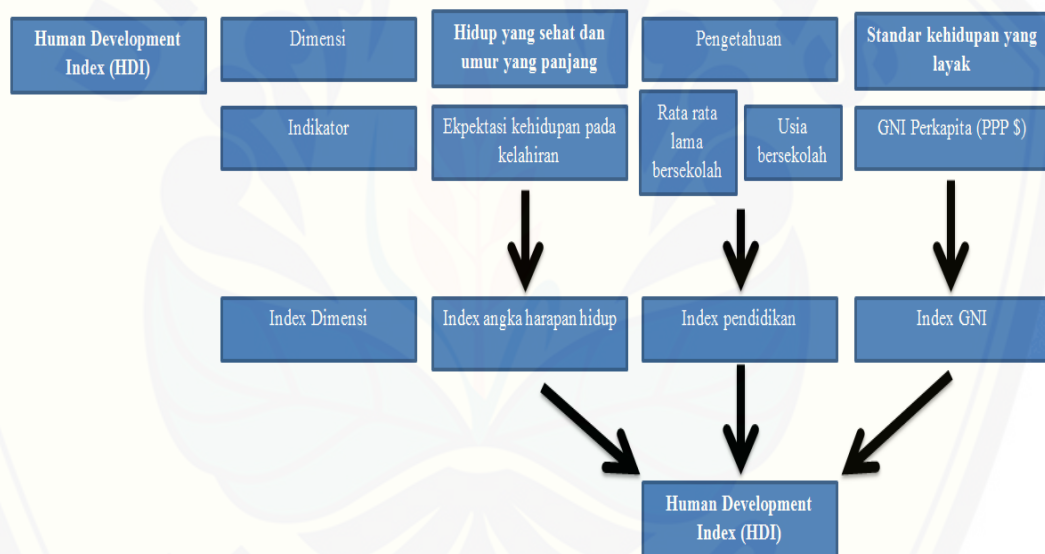 Human Development
Index (HDI)
Dimensi
Hidup yang sehat dan
umur yang panjang
Pengetahuan
Standar kehidupan yang
layak
Indikator
Ekpektasi kehidupan pada
kelahiran
Rata rata
lama
bersekolah
Usia
bersekolah
GNI Perkapita (PPP $)
Index Dimensi
Index angka harapan hidup
Index pendidikan
Index GNI
Human Development
Index (HDI)